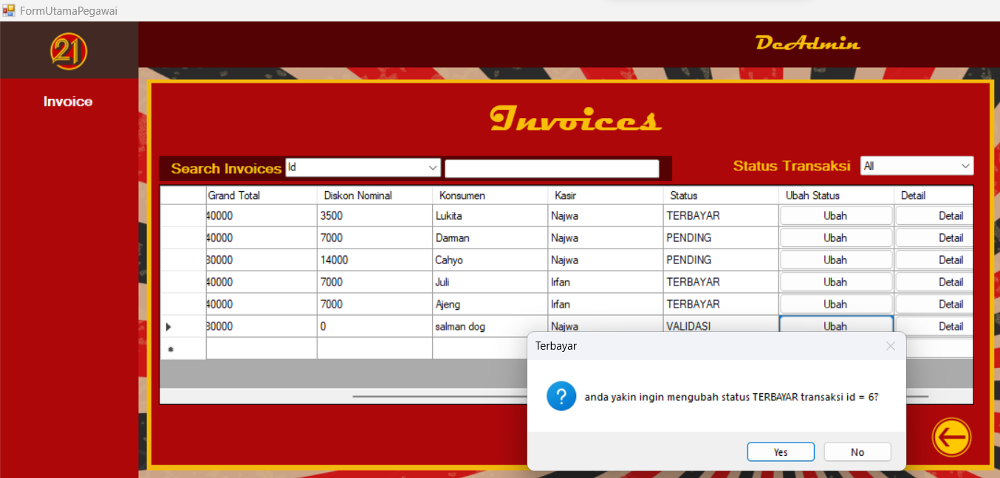 FormUtamaPegawai
21
DeAdmin
Invoice
Invoices
Search Invoices Id
Status Transaksi All
Grand Total Diskon Nominal Konsumen Kasir Status Ubah Status Detail
40000 3500 Lukita Najwa TERBAYAR Ubah Detail
40000 7000 Darman Najwa PENDING Ubah Detail
80000 14000 Cahyo Najwa PENDING Ubah Detail
40000 7000 Juli Irfan TERBAYAR Ubah Detail
40000 7000 Ajeng Irfan TERBAYAR Ubah Detail
80000 0 salman dog Najwa VALIDASI Ubah Detail
Terbayar
anda yakin ingin mengubah status TERBAYAR transaksi id = 6?
Yes No